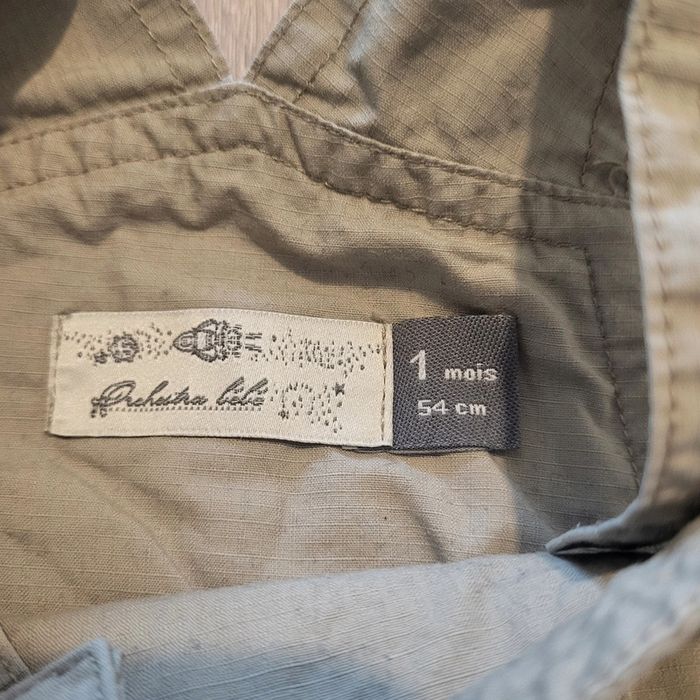 Orchestra bébé
1 mois
54 cm